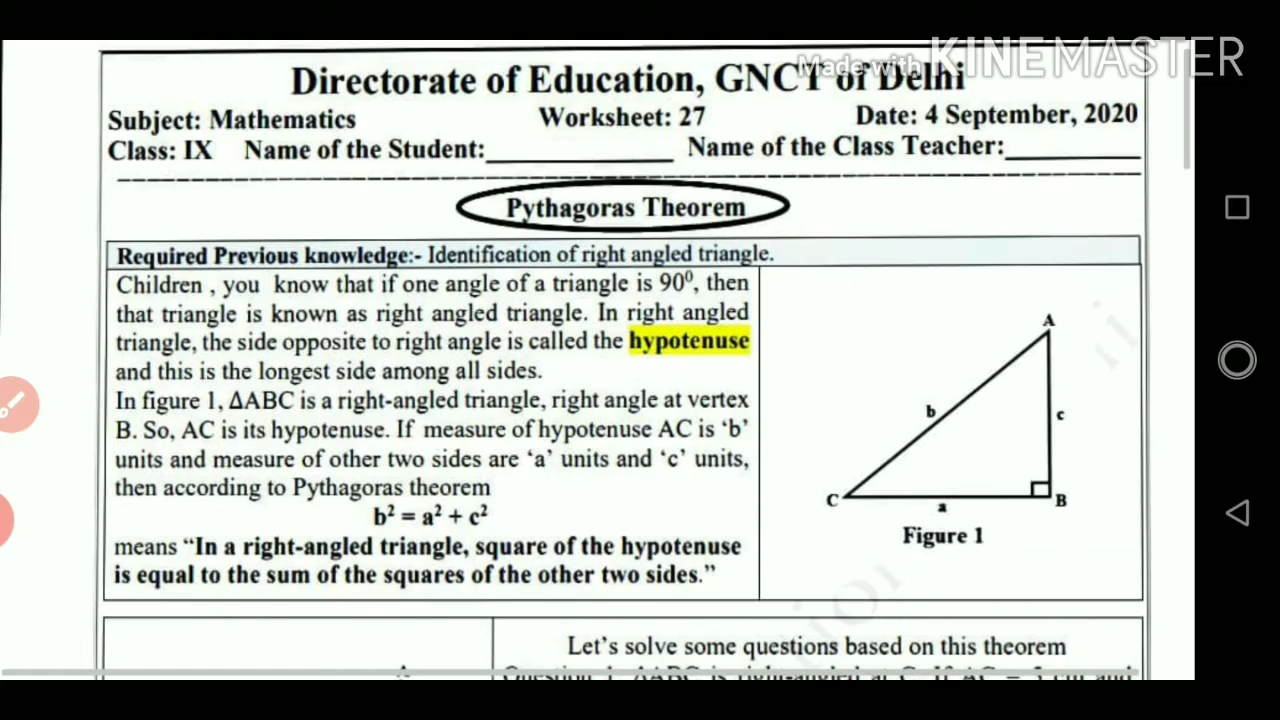 Made with KINEMASTER
Directorate of Education, GNCT of Delhi
Subject: Mathematics Worksheet: 27 Date: 4 September, 2020
Class: IX Name of the Student:____________ Name of the Class Teacher:__________
Pythagoras Theorem
Required Previous knowledge:- Identification of right angled triangle.
Children , you know that if one angle of a triangle is 90⁰, then
that triangle is known as right angled triangle. In right angled
triangle, the side opposite to right angle is called the hypotenuse
and this is the longest side among all sides.
In figure 1, ΔABC is a right-angled triangle, right angle at vertex
B. So, AC is its hypotenuse. If measure of hypotenuse AC is ‘b’
units and measure of other two sides are ‘a’ units and ‘c’ units,
then according to Pythagoras theorem
b² = a² + c²
means “In a right-angled triangle, square of the hypotenuse
is equal to the sum of the squares of the other two sides.”
A
b
c
C
a
B
Figure 1
Let’s solve some questions based on this theorem